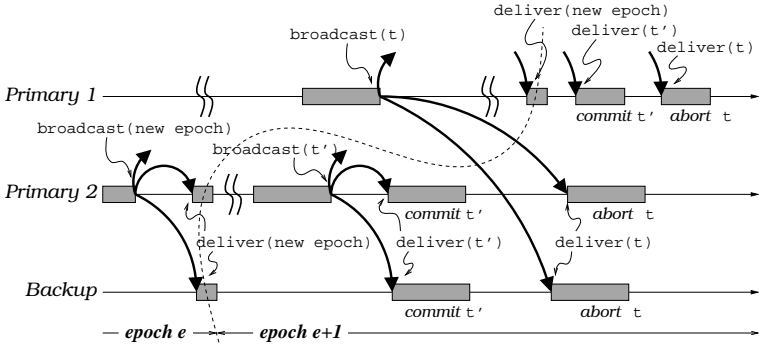 deliver(new epoch)
broadcast(t)
deliver(t')
deliver(t)
Primary 1
commit t' abort t
broadcast(new epoch)
broadcast(t')
Primary 2
commit t' abort t
deliver(new epoch) deliver(t') deliver(t)
Backup
commit t' abort t
epoch e epoch e+1